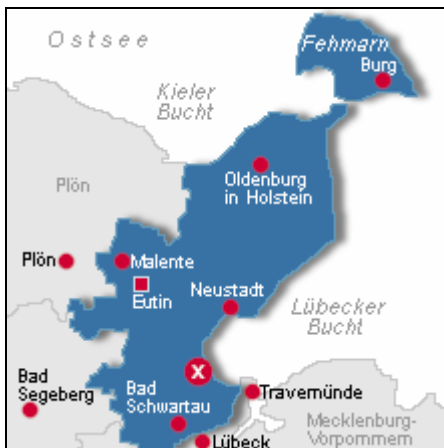 Ostsee
Fehmarn
Burg
Kieler
Bucht
Oldenburg
in Holstein
Plön
Plön
Malente
Eutin
Neustadt
Lübecker
Bucht
X
Bad
Segeberg
Bad
Schwartau
Travemünde
Lübeck
Mecklenburg-
Vorpommern